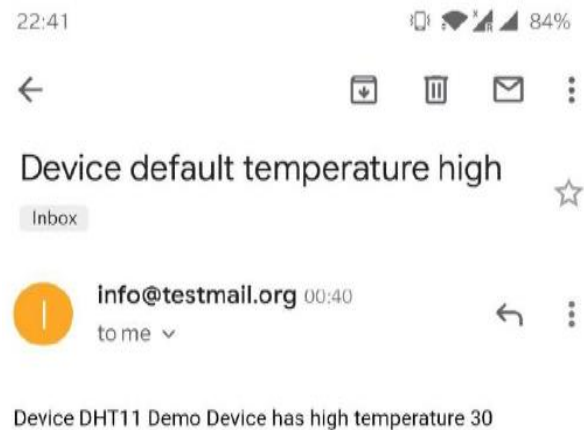 22:41
84%
Device default temperature high
Inbox
I
info@testmail.org 00:40
to me
Device DHT11 Demo Device has high temperature 30